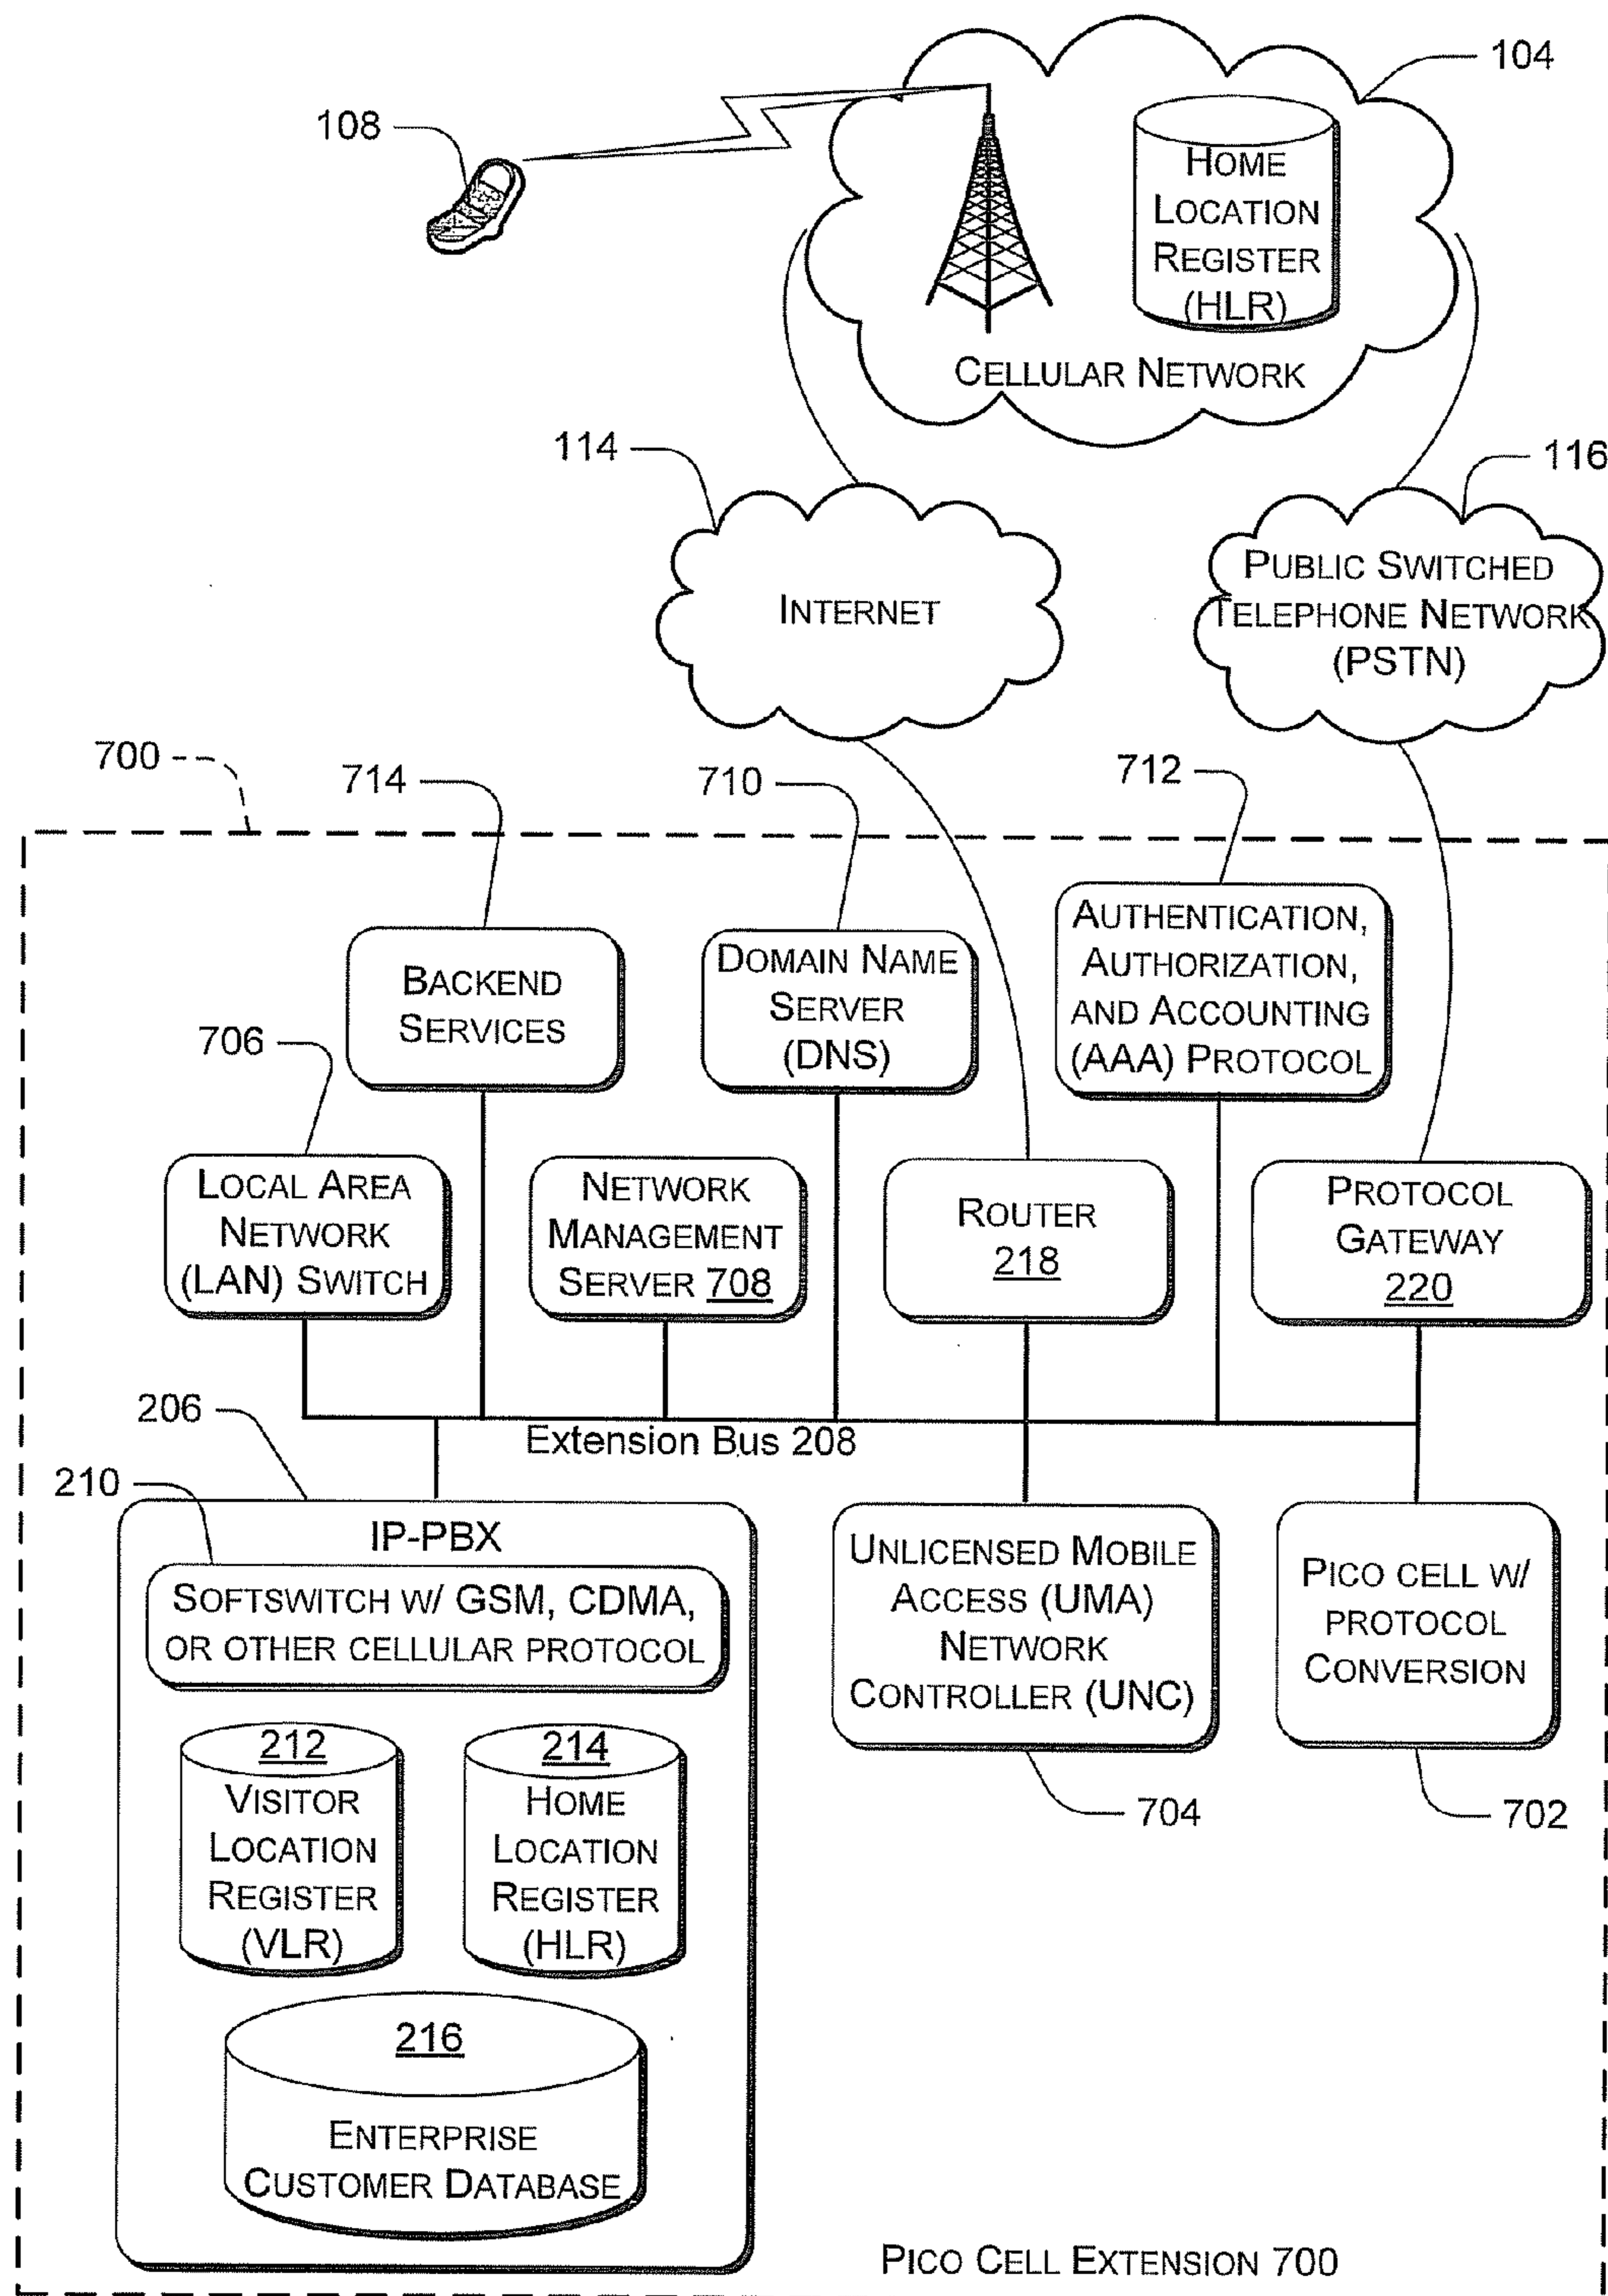 104
108
HOME
LOCATION
REGISTER
(HLR)
CELLULAR NETWORK
114
116
INTERNET
PUBLIC SWITCHED
TELEPHONE NETWORK
(PSTN)
700
714
710
712
BACKEND
SERVICES
DOMAIN NAME
SERVER
(DNS)
AUTHENTICATION,
AUTHORIZATION,
AND ACCOUNTING
(AAA) PROTOCOL
706
LOCAL AREA
NETWORK
(LAN) SWITCH
NETWORK
MANAGEMENT
SERVER 708
ROUTER
218
PROTOCOL
GATEWAY
220
206
Extension Bus 208
210
IP-PBX
SOFTSWITCH W/ GSM, CDMA,
OR OTHER CELLULAR PROTOCOL
UNLICENSED MOBILE
ACCESS (UMA)
NETWORK
CONTROLLER (UNC)
PICO CELL W/
PROTOCOL
CONVERSION
212
VISITOR
LOCATION
REGISTER
(VLR)
214
HOME
LOCATION
REGISTER
(HLR)
704
702
216
ENTERPRISE
CUSTOMER DATABASE
PICO CELL EXTENSION 700